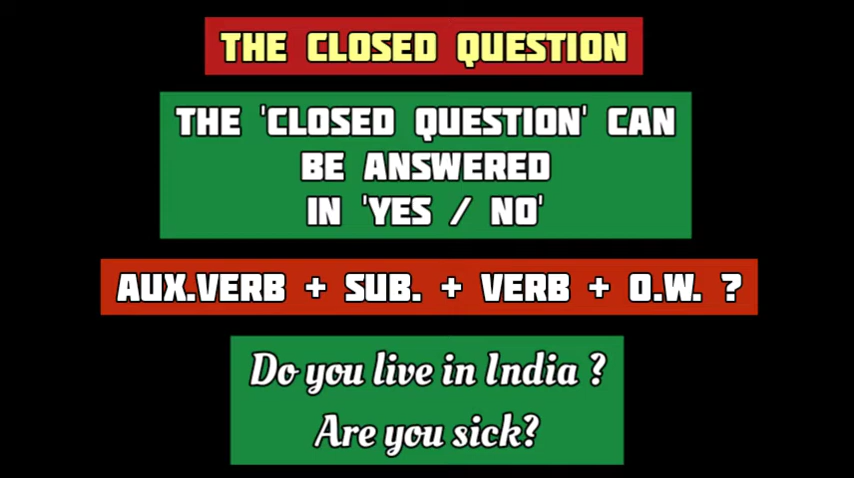 THE CLOSED QUESTION
THE 'CLOSED QUESTION' CAN
BE ANSWERED
IN 'YES / NO'
AUX.VERB + SUB. + VERB + O.W. ?
Do you live in India ?
Are you sick?